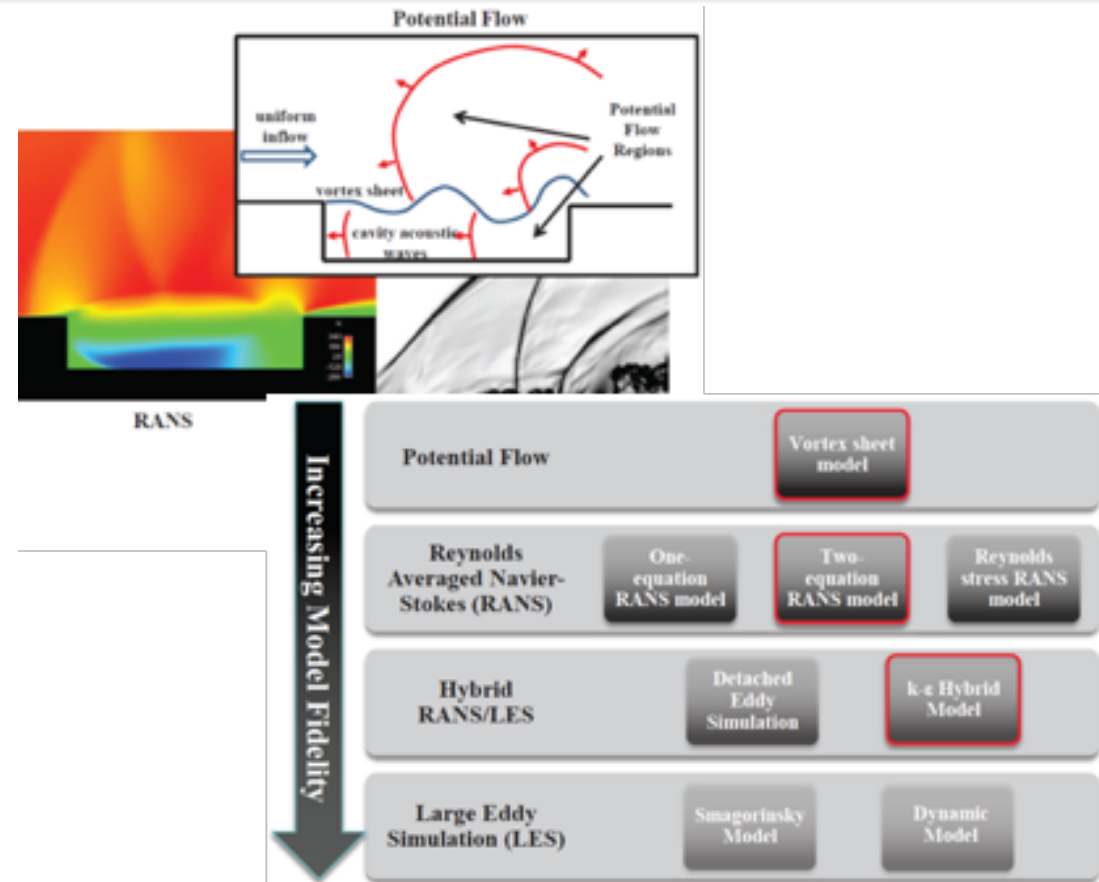 Potential Flow
uniform
inflow
Potential
Flow
Regions
vortex sheet
cavity acoustic
waves
RANS
Increasing Model Fidelity
Potential Flow
Vortex sheet
model
Reynolds
Averaged Navier-
Stokes (RANS)
One-
equation
RANS model
Two-
equation
RANS model
Reynolds
stress RANS
model
Hybrid
RANS/LES
Detached
Eddy
Simulation
k-ε Hybrid
Model
Large Eddy
Simulation (LES)
Smagorinsky
Model
Dynamic
Model